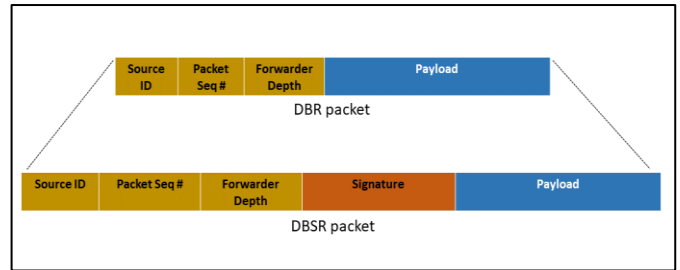 Source Packet Forwarder Payload
ID Seq # Depth
DBR packet
Source ID Packet Seq # Forwarder Signature Payload
Depth
DBSR packet